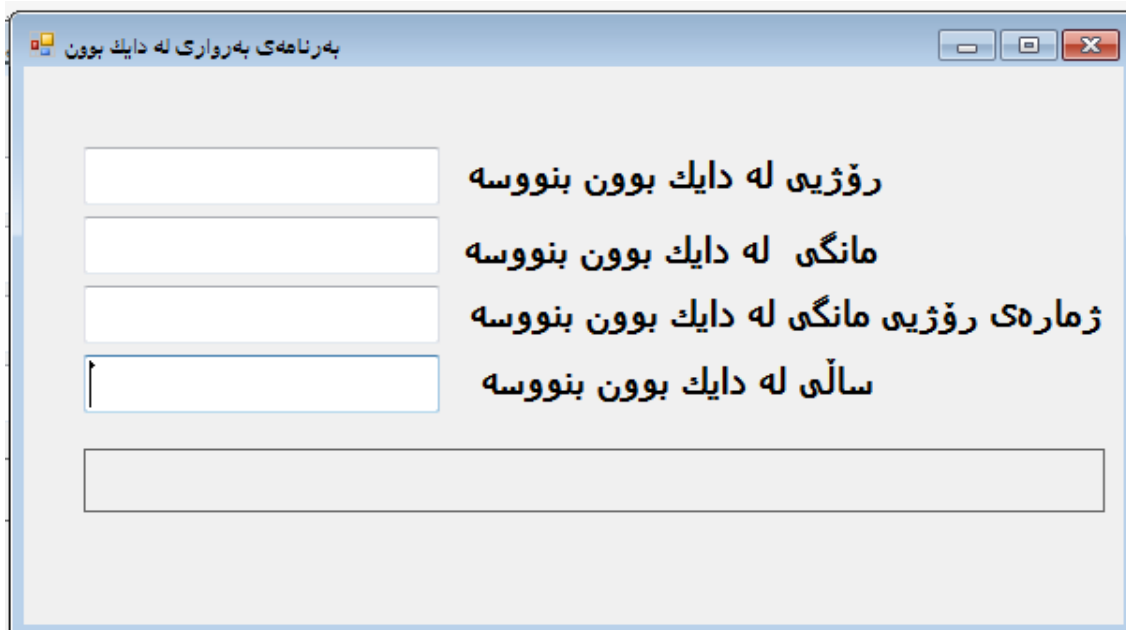 بەرنامەی بەرواری لە دایك بوون
رۆژیی لە دایك بوون بنووسە
مانگی  لە دایك بوون بنووسە
ژمارەی رۆژیی مانگی لە دایك بوون بنووسە
ساڵی لە دایك بوون بنووسە